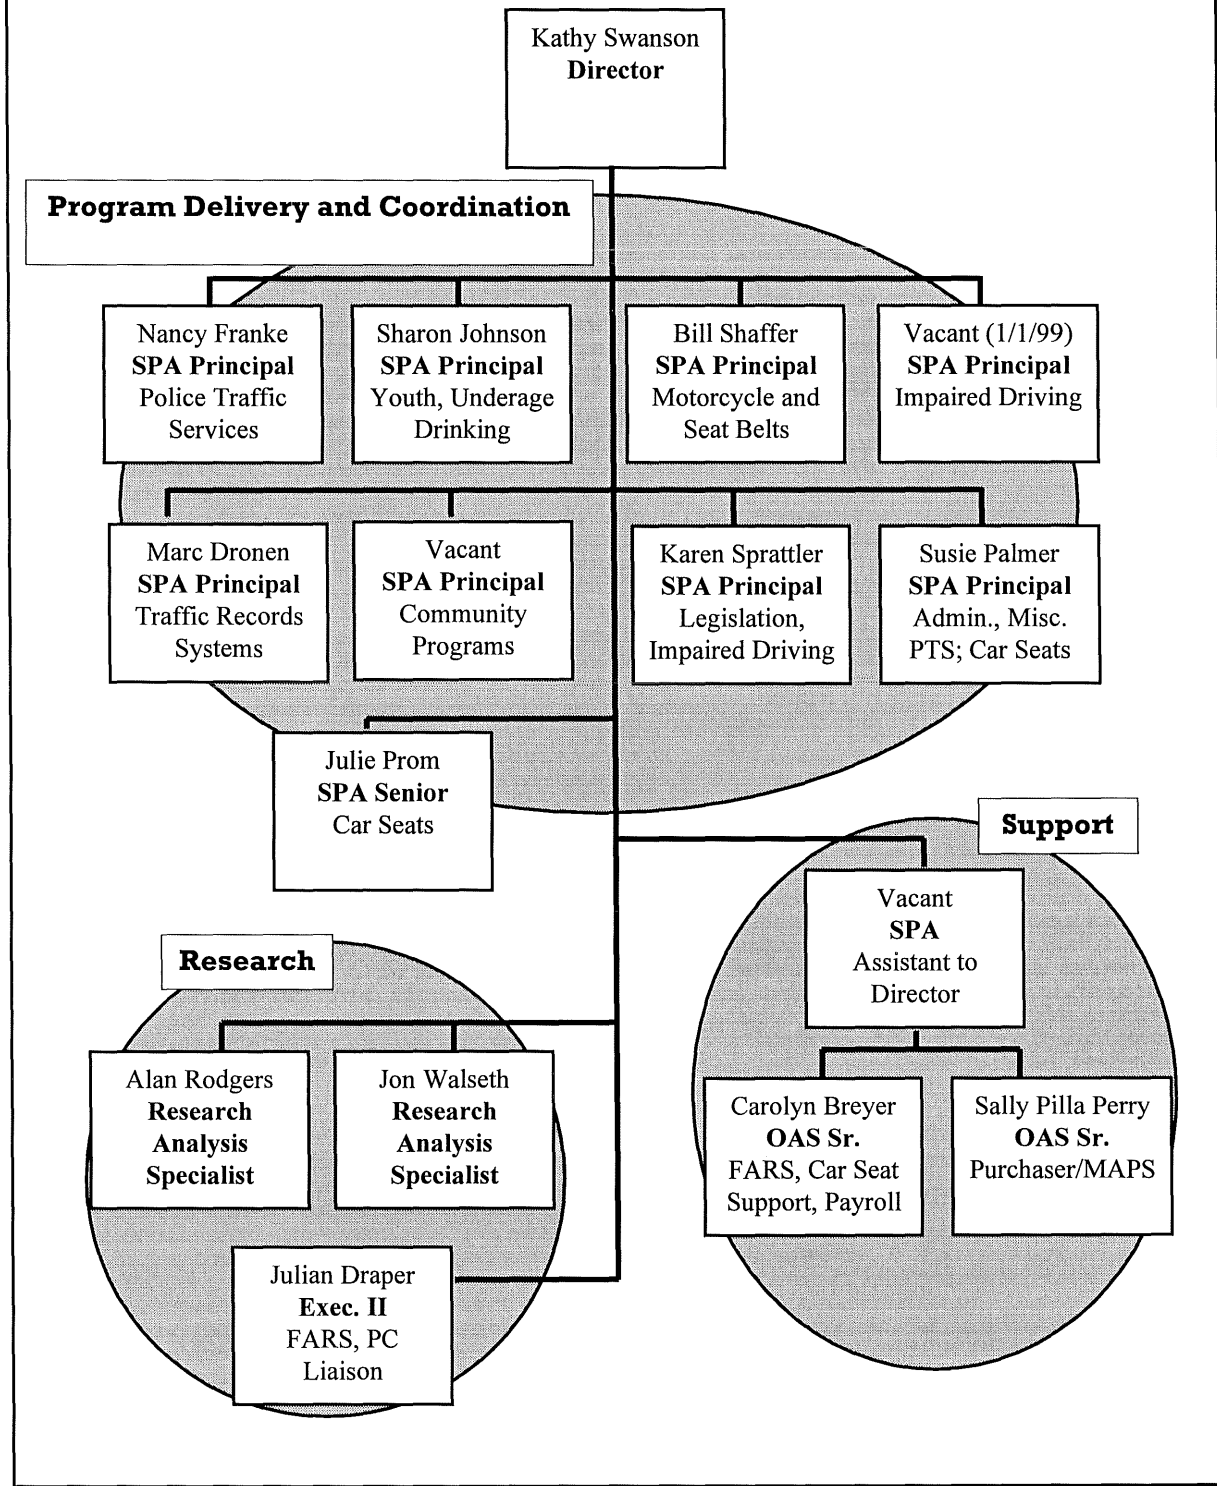 Kathy Swanson
Director
Program Delivery and Coordination
Nancy Franke
SPA Principal
Police Traffic
Services
Sharon Johnson
SPA Principal
Youth, Underage
Drinking
Bill Shaffer
SPA Principal
Motorcycle and
Seat Belts
Vacant (1/1/99)
SPA Principal
Impaired Driving
Marc Dronen
SPA Principal
Traffic Records
Systems
Vacant
SPA Principal
Community
Programs
Karen Sprattler
SPA Principal
Legislation,
Impaired Driving
Susie Palmer
SPA Principal
Admin., Misc.
PTS; Car Seats
Julie Prom
SPA Senior
Car Seats
Support
Vacant
SPA
Assistant to
Director
Carolyn Breyer
OAS Sr.
FARS, Car Seat
Support, Payroll
Sally Pilla Perry
OAS Sr.
Purchaser/MAPS
Research
Alan Rodgers
Research
Analysis
Specialist
Jon Walseth
Research
Analysis
Specialist
Julian Draper
Exec. II
FARS, PC
Liaison